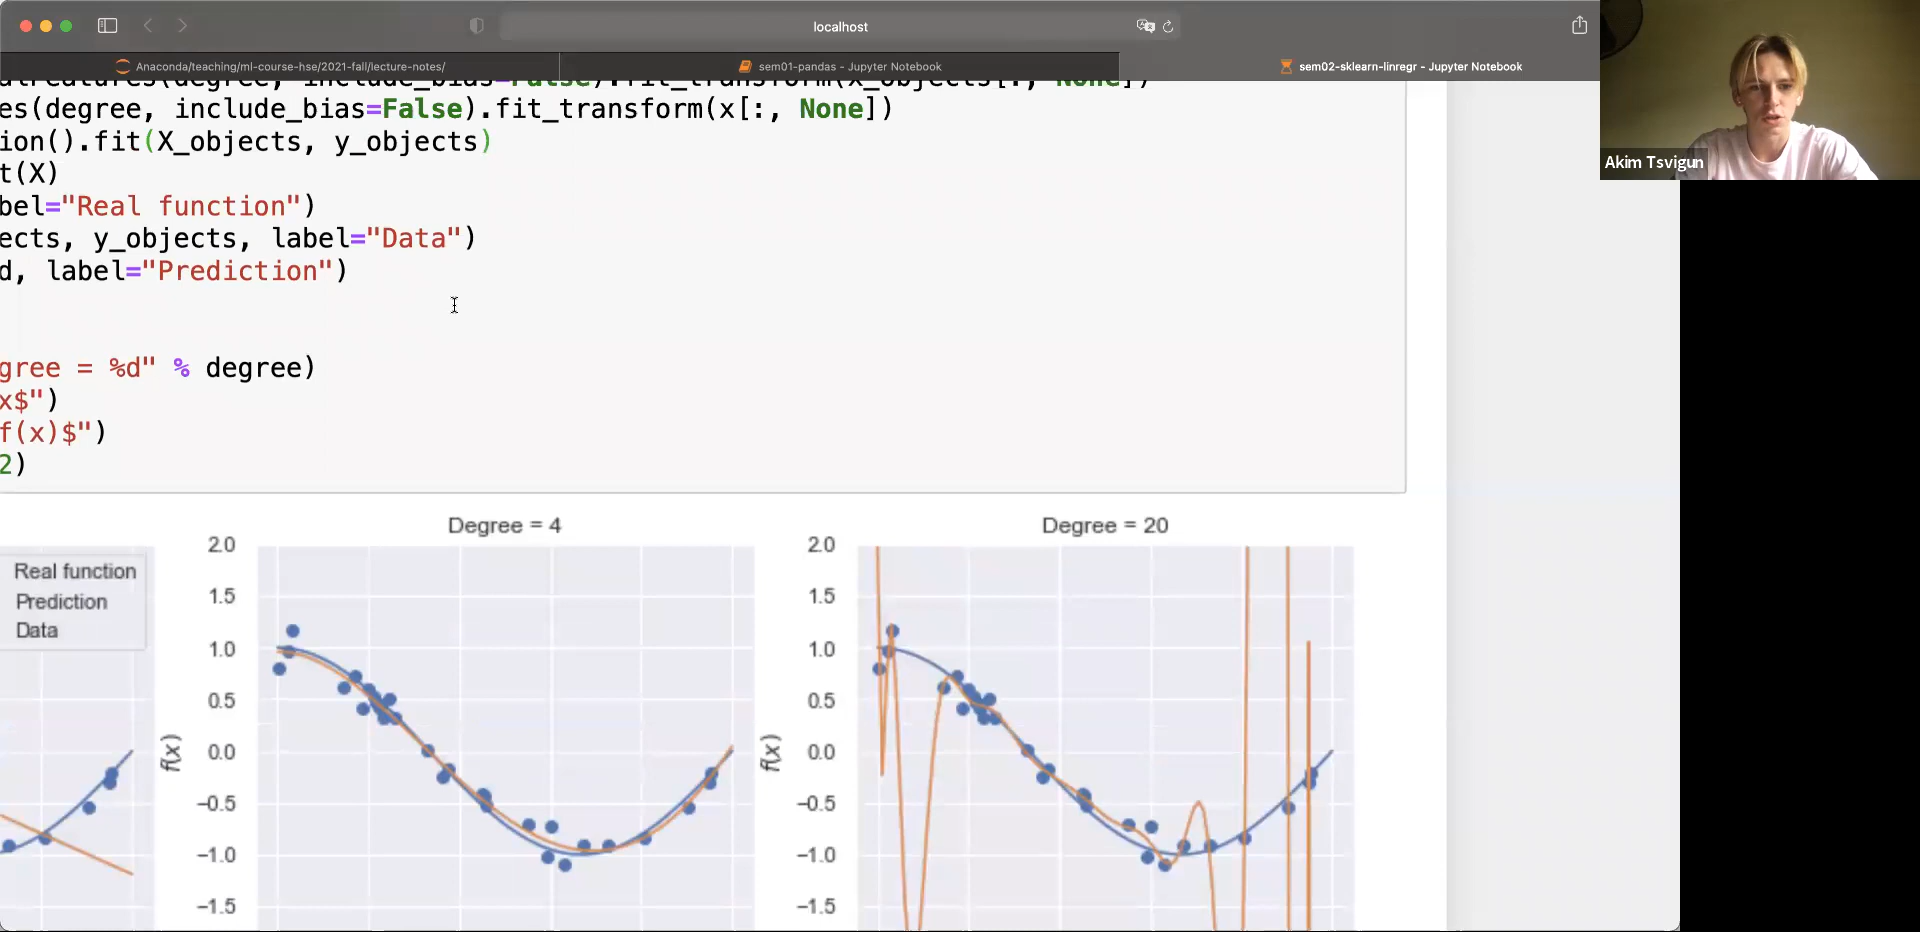 localhost
Anaconda/teaching/ml-course-hse/2021-fall/lecture-notes/
sem01-pandas - Jupyter Notebook
sem02-sklearn-linregr - Jupyter Notebook
Akim Tsvigun
es(degree, include_bias=False).fit_transform(x[:, None])
ion().fit(X_objects, y_objects)
t(X)
bel="Real function")
ects, y_objects, label="Data")
d, label="Prediction")
gree = %d" % degree)
x$")
f(x)$")
2)
Real function
Prediction
Data
Degree = 4
2.0
1.5
1.0
0.5
0.0
−0.5
−1.0
−1.5
f(x)
Degree = 20
2.0
1.5
1.0
0.5
0.0
−0.5
−1.0
−1.5
f(x)